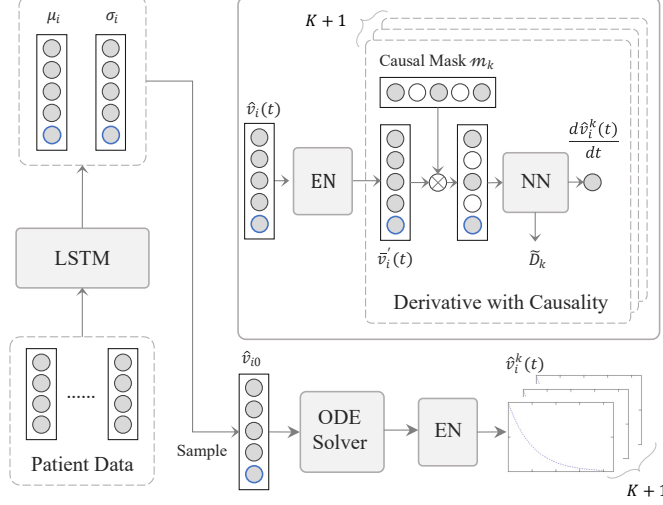 μ_i σ_i
LSTM
......
Patient Data
K + 1
Causal Mask m_k
v̂_i(t)
EN
v̄_i′(t)
NN
dv̂_i^k(t)
dt
D̃_k
Derivative with Causality
v̂_i0
Sample
ODE
Solver
EN
v̂_i^k(t)
K + 1